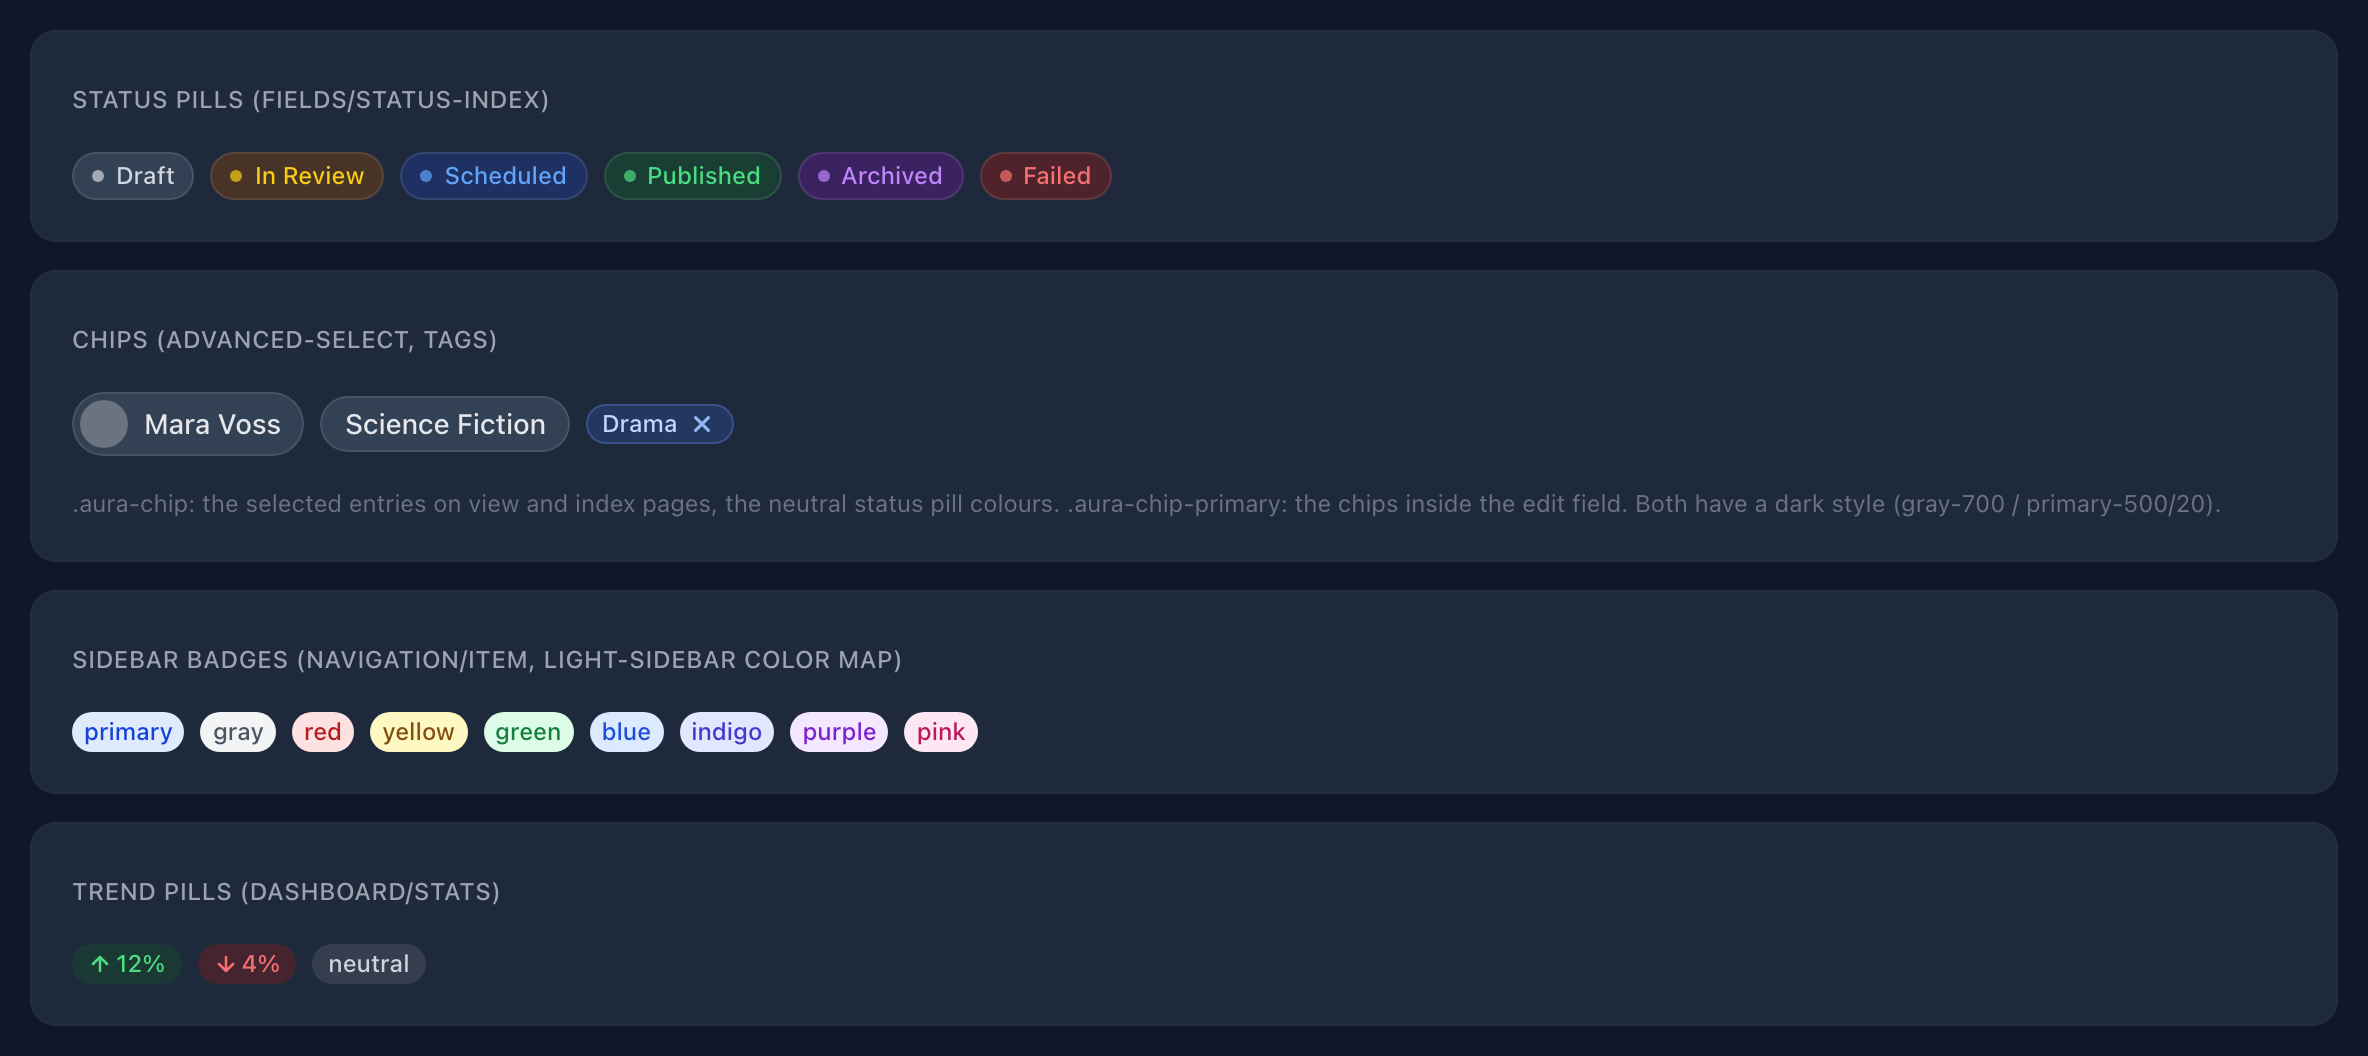 STATUS PILLS (FIELDS/STATUS-INDEX)
Draft In Review Scheduled Published Archived Failed
CHIPS (ADVANCED-SELECT, TAGS)
Mara Voss Science Fiction Drama ✕
.aura-chip: the selected entries on view and index pages, the neutral status pill colours. .aura-chip-primary: the chips inside the edit field. Both have a dark style (gray-700 / primary-500/20).
SIDEBAR BADGES (NAVIGATION/ITEM, LIGHT-SIDEBAR COLOR MAP)
primary gray red yellow green blue indigo purple pink
TREND PILLS (DASHBOARD/STATS)
↑ 12% ↓ 4% neutral